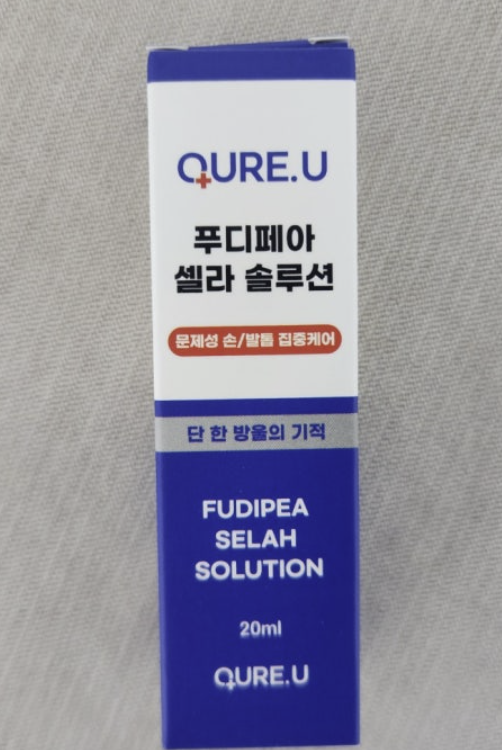 QURE.U
푸디페아
셀라 솔루션
문제성 손/발톱 집중케어
단 한 방울의 기적
FUDIPEA
SELAH
SOLUTION
20ml
QURE.U